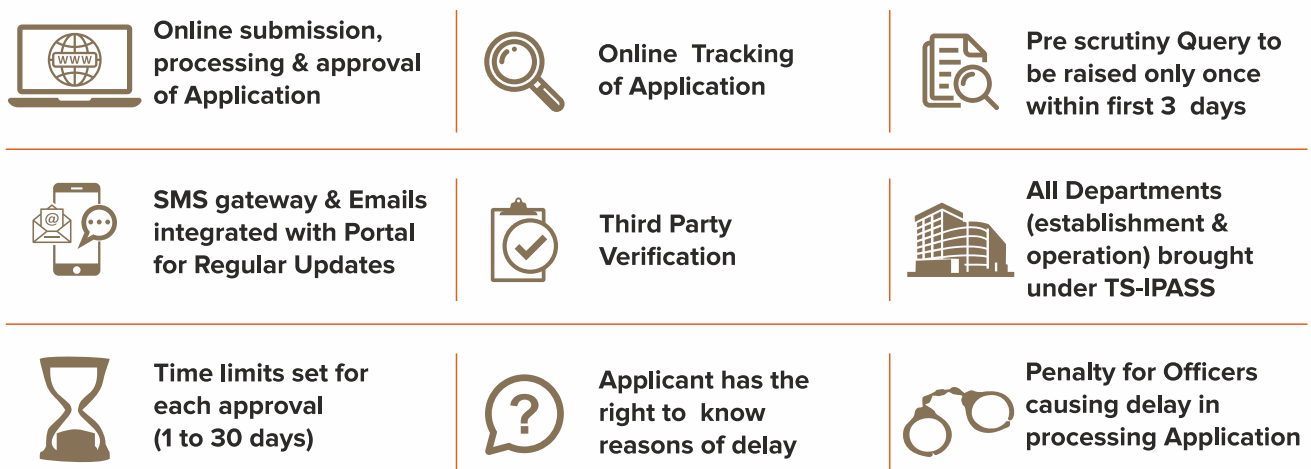 www
Online submission,
processing & approval
of Application
Online Tracking
of Application
Pre scrutiny Query to
be raised only once
within first 3 days
@
SMS gateway & Emails
integrated with Portal
for Regular Updates
Third Party
Verification
All Departments
(establishment &
operation) brought
under TS-IPASS
Time limits set for
each approval
(1 to 30 days)
?
Applicant has the
right to know
reasons of delay
Penalty for Officers
causing delay in
processing Application